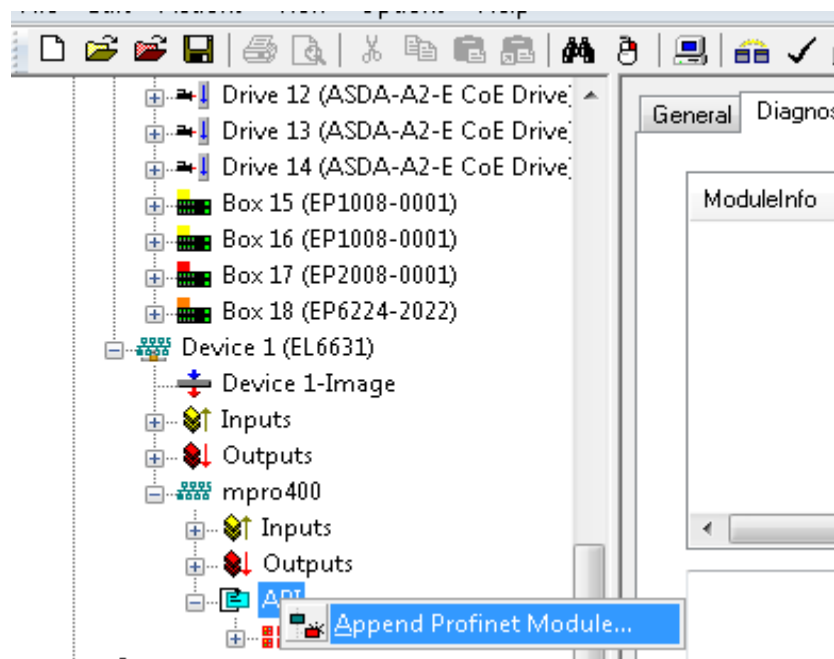 Drive 12 (ASDA-A2-E CoE Drive)
Drive 13 (ASDA-A2-E CoE Drive)
Drive 14 (ASDA-A2-E CoE Drive)
Box 15 (EP1008-0001)
Box 16 (EP1008-0001)
Box 17 (EP2008-0001)
Box 18 (EP6224-2022)
Device 1 (EL6631)
Device 1-Image
Inputs
Outputs
mpro400
Inputs
Outputs
API
Append Profinet Module...
General Diagnos
ModuleInfo